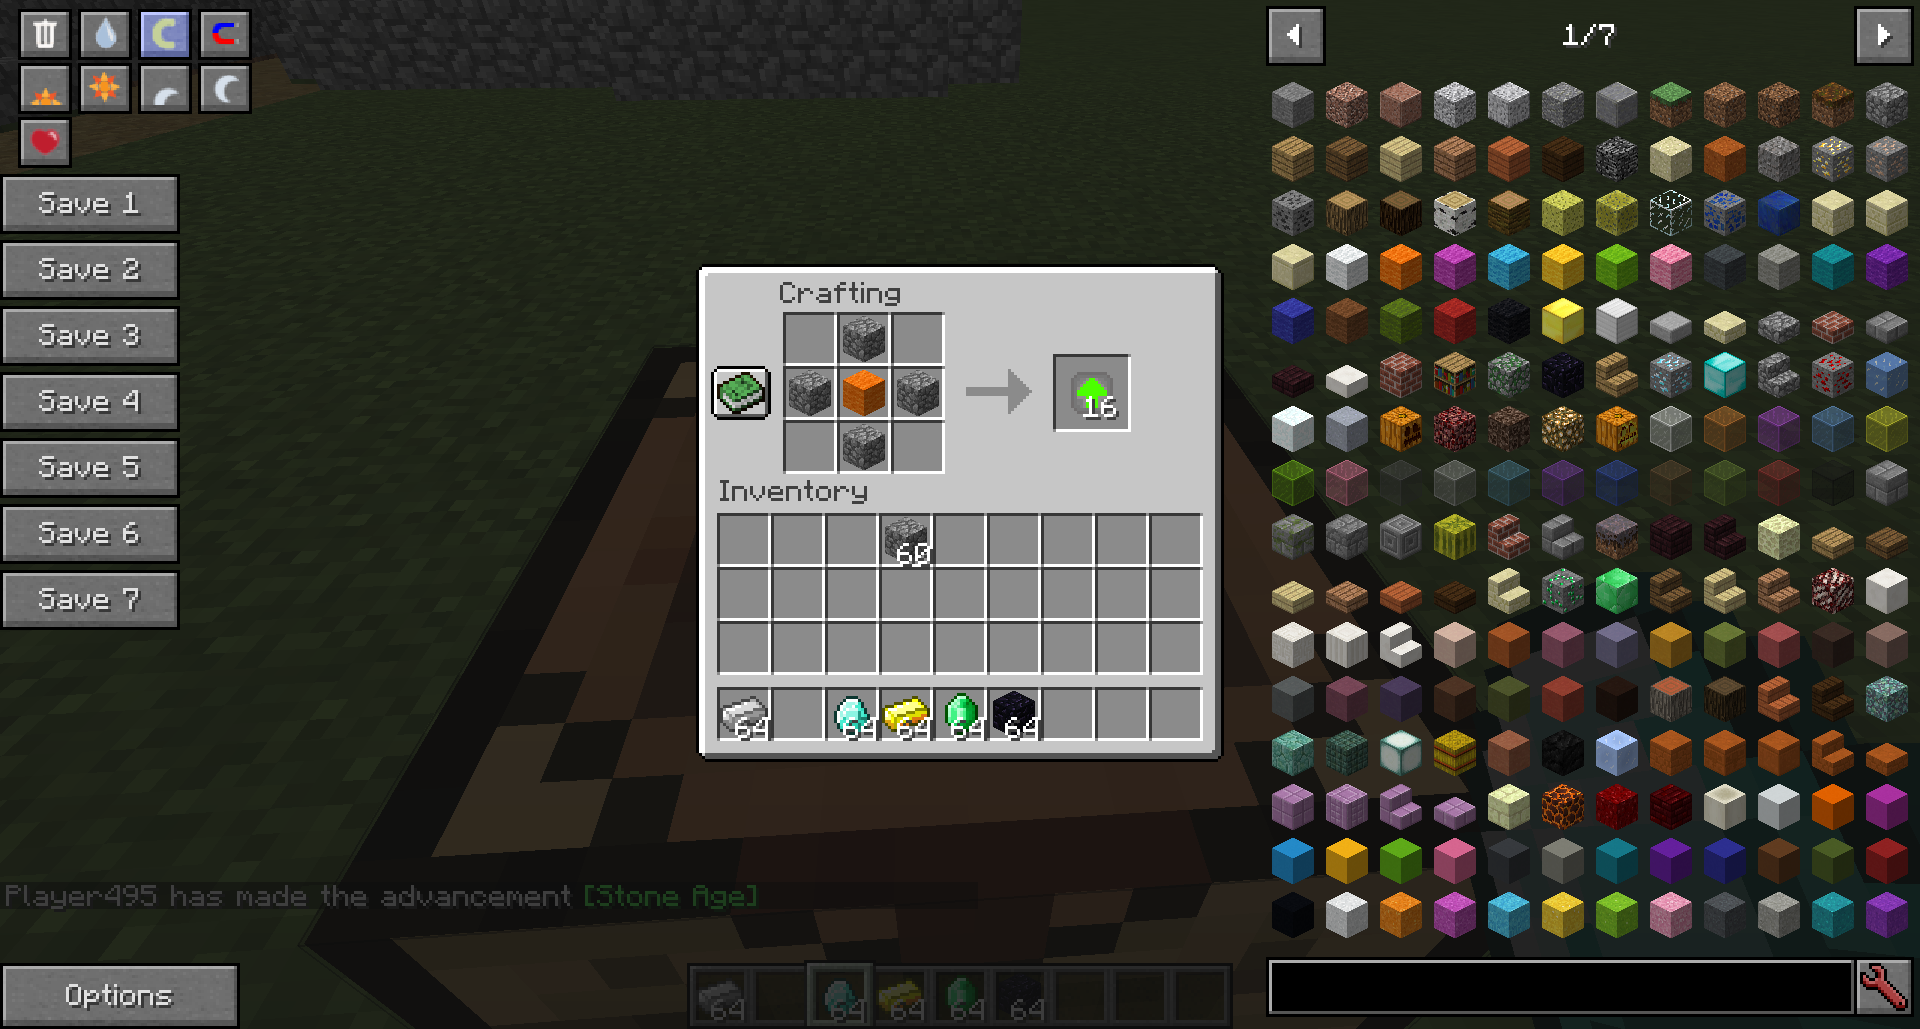 1/7
Save 1
Save 2
Save 3
Save 4
Save 5
Save 6
Save 7
Crafting
16
Inventory
60
64 64 64 64 64
Player495 has made the advancement [Stone Age]
Options
64 64 64 64 64